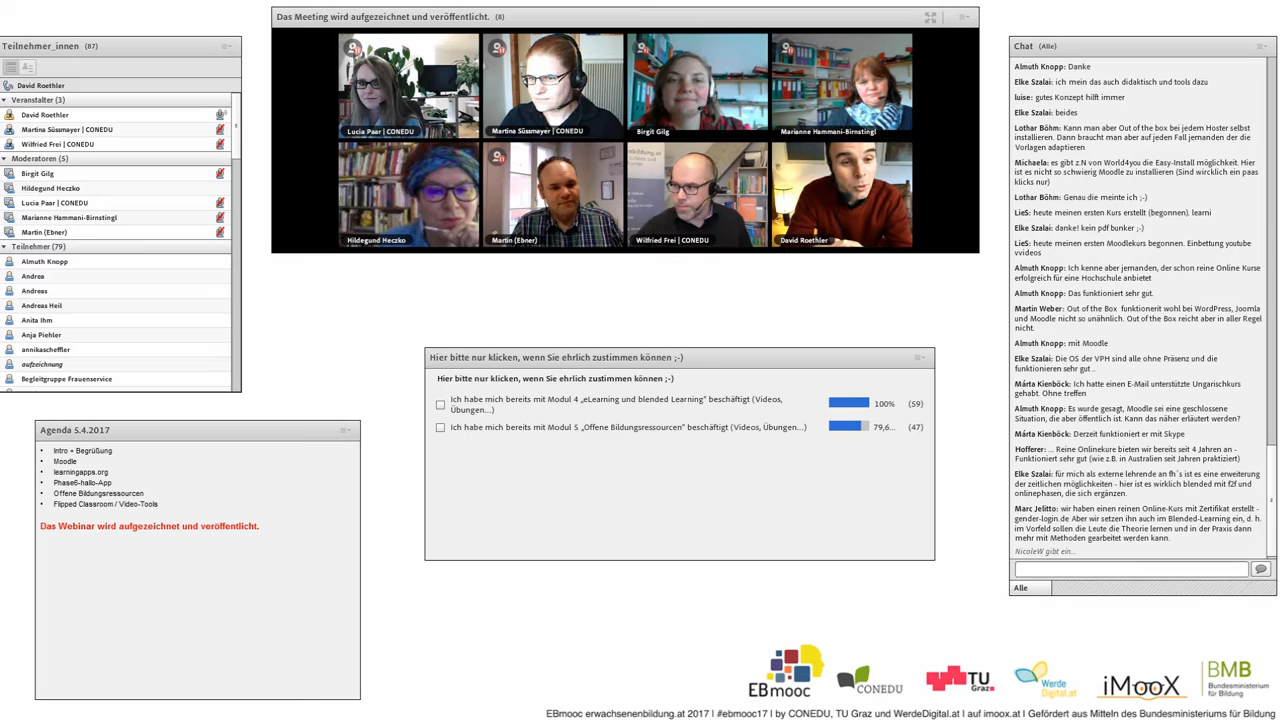 Das Meeting wird aufgezeichnet und veröffentlicht. (8)
Lucia Paar | CONEDU
Martina Süssmayer | CONEDU
Birgit Gilg
Marianne Hammani-Birnstingl
Hildegund Heczko
Martin (Ebner)
Wilfried Frei | CONEDU
David Roethler
Teilnehmer_innen (87)
David Roethler
Veranstalter (3)
David Roethler
Martina Süssmayer | CONEDU
Wilfried Frei | CONEDU
Moderatoren (5)
Birgit Gilg
Hildegund Heczko
Lucia Paar | CONEDU
Marianne Hammani-Birnstingl
Martin (Ebner)
Teilnehmer (79)
Almuth Knopp
Andrea
Andreas
Andreas Heil
Anita Ihm
Anja Piehler
annikascheffler
aufzeichnung
Begleitgruppe Frauenservice
Agenda 5.4.2017
• Intro + Begrüßung
• Moodle
• learningapps.org
• Phase6-hallo-App
• Offene Bildungsressourcen
• Flipped Classroom / Video-Tools
Das Webinar wird aufgezeichnet und veröffentlicht.
Hier bitte nur klicken, wenn Sie ehrlich zustimmen können ;-)
Hier bitte nur klicken, wenn Sie ehrlich zustimmen können ;-)
Ich habe mich bereits mit Modul 4 „eLearning und blended Learning" beschäftigt (Videos,
Übungen...) 100% (59)
Ich habe mich bereits mit Modul 5 „Offene Bildungsressourcen" beschäftigt (Videos, Übungen...) 79,6... (47)
Chat (Alle)
Almuth Knopp: Danke
Elke Szalai: ich mein das auch didaktisch und tools dazu
luise: gutes Konzept hilft immer
Elke Szalai: beides
Lothar Böhm: Kann man aber Out of the box bei jedem Hoster selbst
installieren. Dann braucht man aber auf jeden Fall jemanden der die
Vorlagen adaptieren
Michaela: es gibt z.N von World4you die Easy-Install möglichkeit. Hier
ist es nicht so schwierig Moodle zu installieren (Sind wircklich ein paas
klicks nur)
Lothar Böhm: Genau die meinte ich ;-)
LieS: heute meinen ersten Kurs erstellt (begonnen). learni
Elke Szalai: danke! kein pdf bunker ;-)
LieS: heute meinen ersten Moodlekurs begonnen. Einbettung youtube
vvideos
Almuth Knopp: Ich kenne aber jemanden, der schon reine Online Kurse
erfolgreich für eine Hochschule anbietet
Almuth Knopp: Das funktioniert sehr gut.
Martin Weber: Out of the Box funktionerit wohl bei WordPress, Joomla
und Moodle nicht so unähnlich. Out of the Box reicht aber in aller Regel
nicht.
Almuth Knopp: mit Moodle
Elke Szalai: Die OS der VPH sind alle ohne Präsenz und die
funktionieren sehr gut ..
Márta Kienböck: Ich hatte einen E-Mail unterstützte Ungarischkurs
gehabt. Ohne treffen
Almuth Knopp: Es wurde gesagt, Moodle sei eine geschlossene
Situation, die aber öffentlich ist. Kann das näher erläutert werden?
Márta Kienböck: Derzeit funktioniert er mit Skype
Hofferer: ... Reine Onlinekure bieten wir bereits seit 4 Jahren an -
Funktioniert sehr gut (wie z.B. in Australien seit Jahren praktiziert)
Elke Szalai: für mich als externe lehrende an fh´s ist es eine erweiterung
der zeitlichen möglichkeiten - hier ist es wirklich blended mit f2f und
onlinephasen, die sich ergänzen.
Marc Jelitto: wir haben einen reinen Online-Kurs mit Zertifikat erstellt -
gender-login.de Aber wir setzen ihn auch im Blended-Learning ein, d. h.
im Vorfeld sollen die Leute die Theorie lernen und in der Praxis dann
mehr mit Methoden gearbeitet werden kann.
NicoleW gibt ein...
Alle
EBmooc
CONEDU
TU Graz
Werde Digital.at
iMooX
BMB
Bundesministerium
für Bildung
EBmooc erwachsenenbildung.at 2017 | #ebmooc17 | by CONEDU, TU Graz und WerdeDigital.at | auf imoox.at | Gefördert aus Mitteln des Bundesministeriums für Bildung